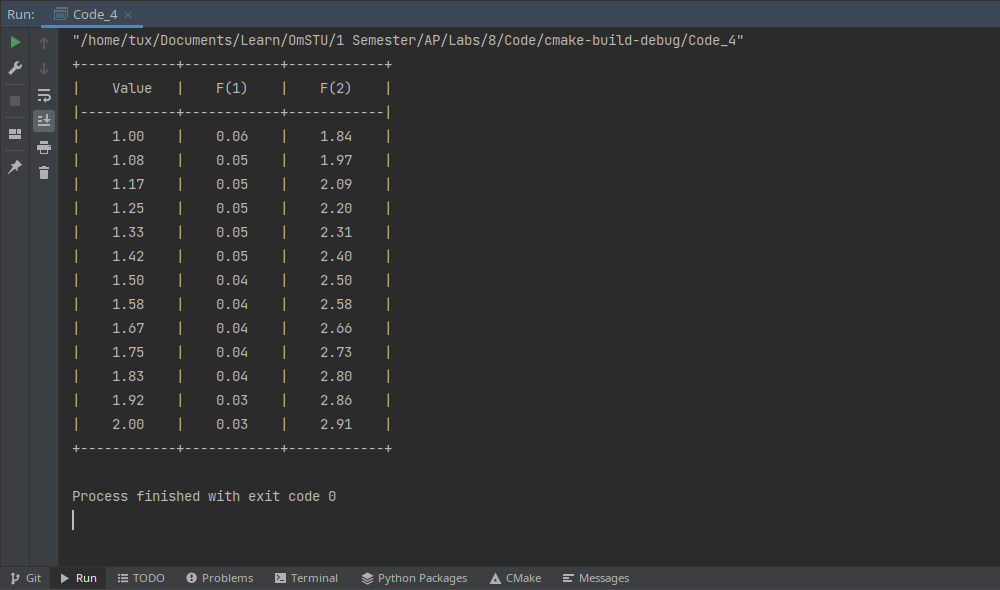 Run: Code_4 ×
"/home/tux/Documents/Learn/OmSTU/1 Semester/AP/Labs/8/Code/cmake-build-debug/Code_4"
+------------+------------+------------+
|    Value   |    F(1)    |    F(2)    |
|------------+------------+------------|
|    1.00    |    0.06    |    1.84    |
|    1.08    |    0.05    |    1.97    |
|    1.17    |    0.05    |    2.09    |
|    1.25    |    0.05    |    2.20    |
|    1.33    |    0.05    |    2.31    |
|    1.42    |    0.05    |    2.40    |
|    1.50    |    0.04    |    2.50    |
|    1.58    |    0.04    |    2.58    |
|    1.67    |    0.04    |    2.66    |
|    1.75    |    0.04    |    2.73    |
|    1.83    |    0.04    |    2.80    |
|    1.92    |    0.03    |    2.86    |
|    2.00    |    0.03    |    2.91    |
+------------+------------+------------+
Process finished with exit code 0
Git Run TODO Problems Terminal Python Packages CMake Messages